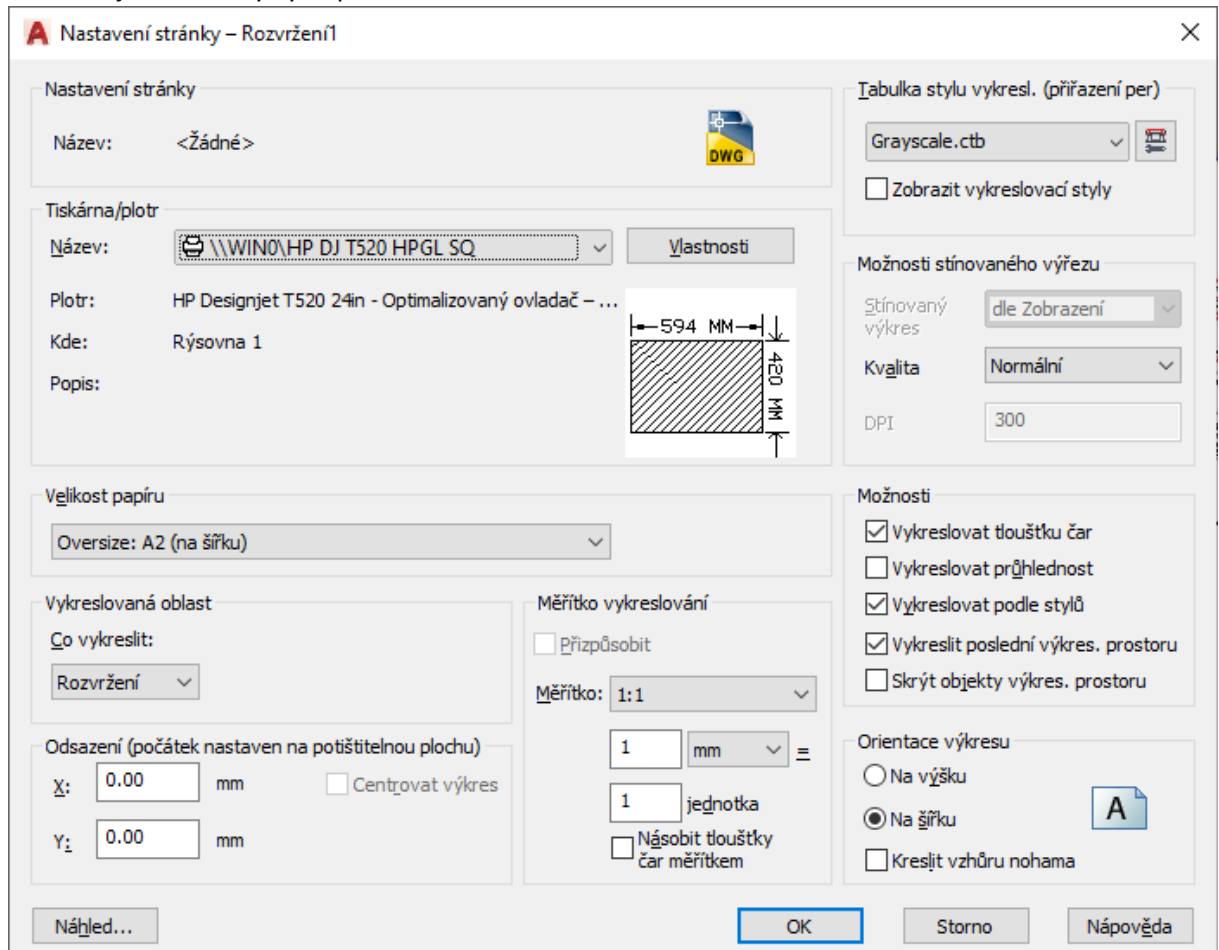 Nastavení stránky – Rozvržení1
Nastavení stránky
Název: <Žádné>
DWG
Tiskárna/plotr
Název: \\WIN0\HP DJ T520 HPGL SQ Vlastnosti
Plotr: HP Designjet T520 24in - Optimalizovaný ovladač – ...
Kde: Rýsovna 1
Popis:
594 MM
420 MM
Velikost papíru
Oversize: A2 (na šířku)
Vykreslovaná oblast
Co vykreslit:
Rozvržení
Odsazení (počátek nastaven na potištitelnou plochu)
X: 0.00 mm Centrovat výkres
Y: 0.00 mm
Měřítko vykreslování
Přizpůsobit
Měřítko: 1:1
1 mm =
1 jednotka
Násobit tloušťky
čar měřítkem
Tabulka stylu vykresl. (přiřazení per)
Grayscale.ctb
Zobrazit vykreslovací styly
Možnosti stínovaného výřezu
Stínovaný
výkres
dle Zobrazení
Kvalita Normální
DPI 300
Možnosti
Vykreslovat tloušťku čar
Vykreslovat průhlednost
Vykreslovat podle stylů
Vykreslit poslední výkres. prostoru
Skrýt objekty výkres. prostoru
Orientace výkresu
Na výšku
Na šířku
A
Kreslit vzhůru nohama
Náhled... OK Storno Nápověda